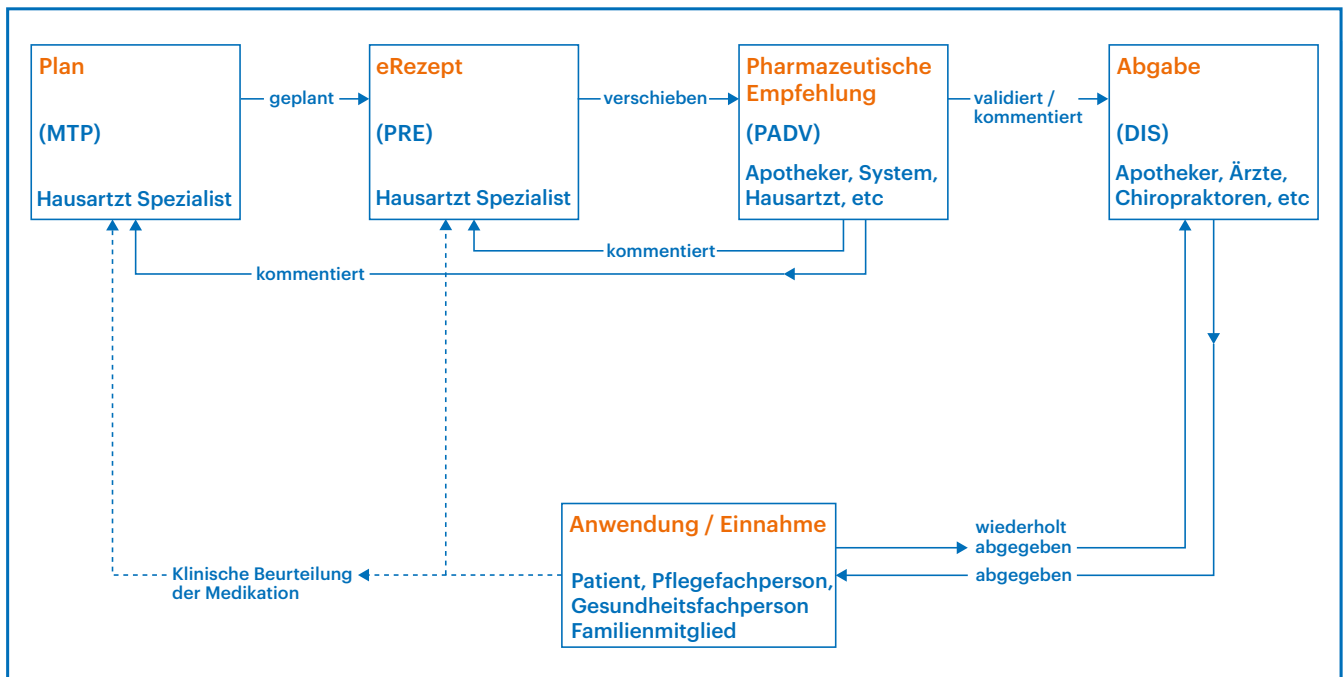 Plan
(MTP)
Hausartzt Spezialist
geplant
eRezept
(PRE)
Hausartzt Spezialist
verschieben
Pharmazeutische
Empfehlung
(PADV)
Apotheker, System,
Hausartzt, etc
validiert /
kommentiert
Abgabe
(DIS)
Apotheker, Ärzte,
Chiropraktoren, etc
kommentiert
kommentiert
Anwendung / Einnahme
Patient, Pflegefachperson,
Gesundheitsfachperson
Familienmitglied
wiederholt
abgegeben
abgegeben
Klinische Beurteilung
der Medikation